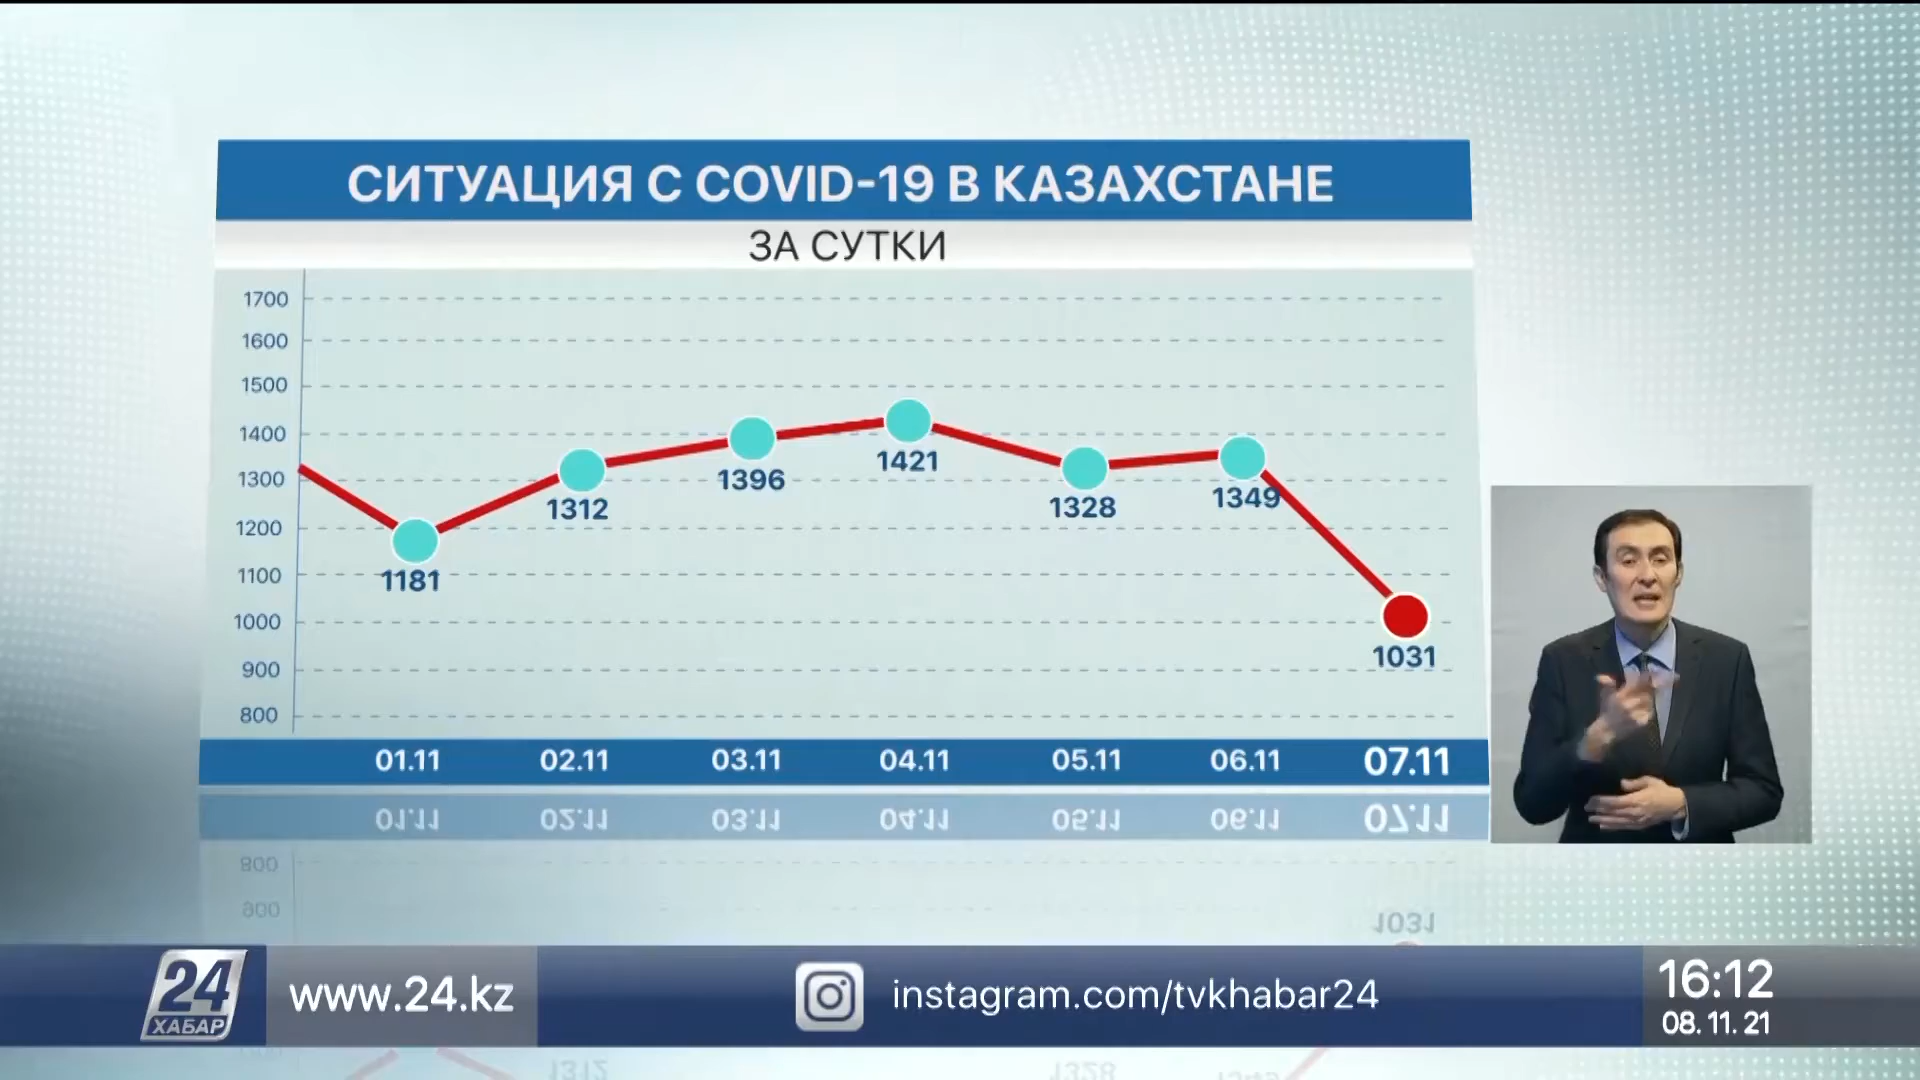 СИТУАЦИЯ С COVID-19 В КАЗАХСТАНЕ
ЗА СУТКИ
1700
1600
1500
1400
1300
1200
1100
1000
900
800
1181
1312
1396
1421
1328
1349
1031
01.11 02.11 03.11 04.11 05.11 06.11 07.11
24 ХАБАР
www.24.kz
instagram.com/tvkhabar24
16:12
08. 11. 21